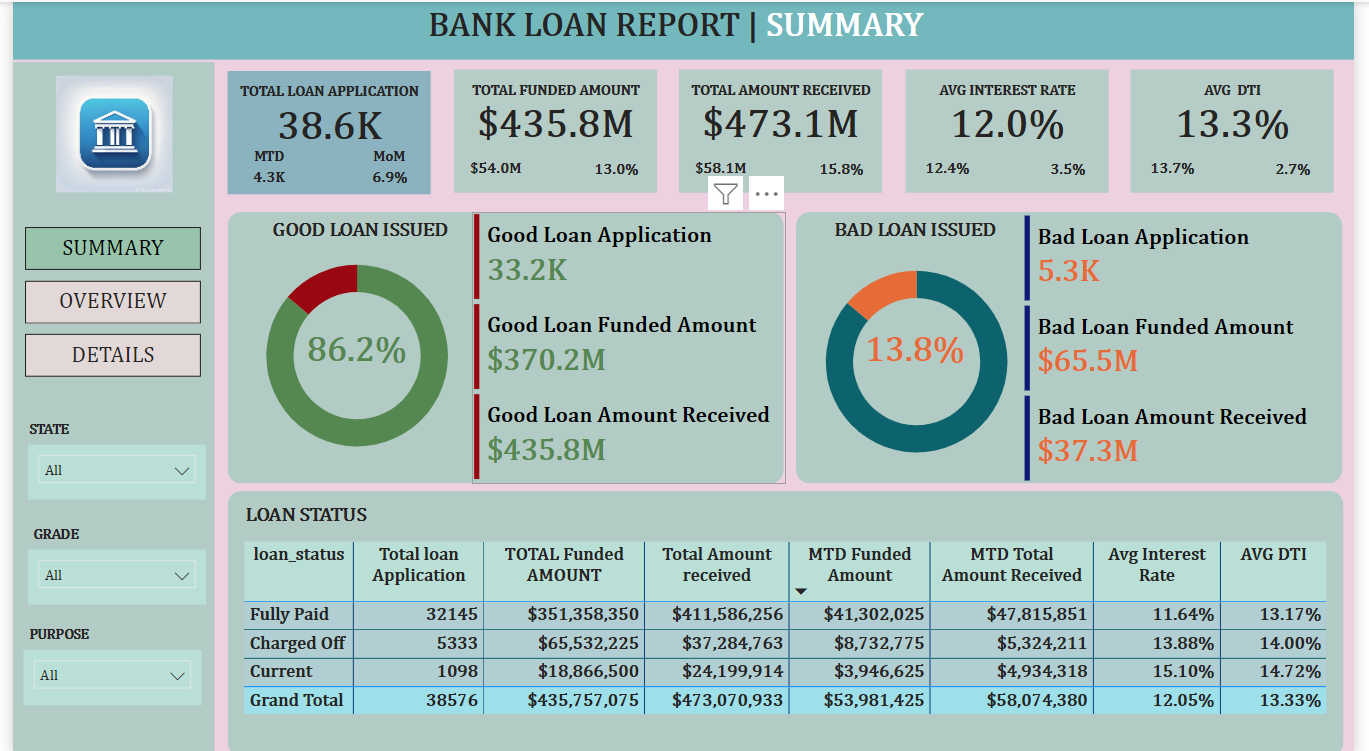 BANK LOAN REPORT | SUMMARY
TOTAL LOAN APPLICATION
38.6K
MTD MoM
4.3K 6.9%
TOTAL FUNDED AMOUNT
$435.8M
$54.0M 13.0%
TOTAL AMOUNT RECEIVED
$473.1M
$58.1M 15.8%
AVG INTEREST RATE
12.0%
12.4% 3.5%
AVG DTI
13.3%
13.7% 2.7%
SUMMARY
OVERVIEW
DETAILS
STATE
All
GRADE
All
PURPOSE
All
GOOD LOAN ISSUED
86.2%
Good Loan Application
33.2K
Good Loan Funded Amount
$370.2M
Good Loan Amount Received
$435.8M
BAD LOAN ISSUED
13.8%
Bad Loan Application
5.3K
Bad Loan Funded Amount
$65.5M
Bad Loan Amount Received
$37.3M
LOAN STATUS
loan_status Total loan TOTAL Funded Total Amount MTD Funded MTD Total Avg Interest AVG DTI
Application AMOUNT received Amount Amount Received Rate
Fully Paid 32145 $351,358,350 $411,586,256 $41,302,025 $47,815,851 11.64% 13.17%
Charged Off 5333 $65,532,225 $37,284,763 $8,732,775 $5,324,211 13.88% 14.00%
Current 1098 $18,866,500 $24,199,914 $3,946,625 $4,934,318 15.10% 14.72%
Grand Total 38576 $435,757,075 $473,070,933 $53,981,425 $58,074,380 12.05% 13.33%